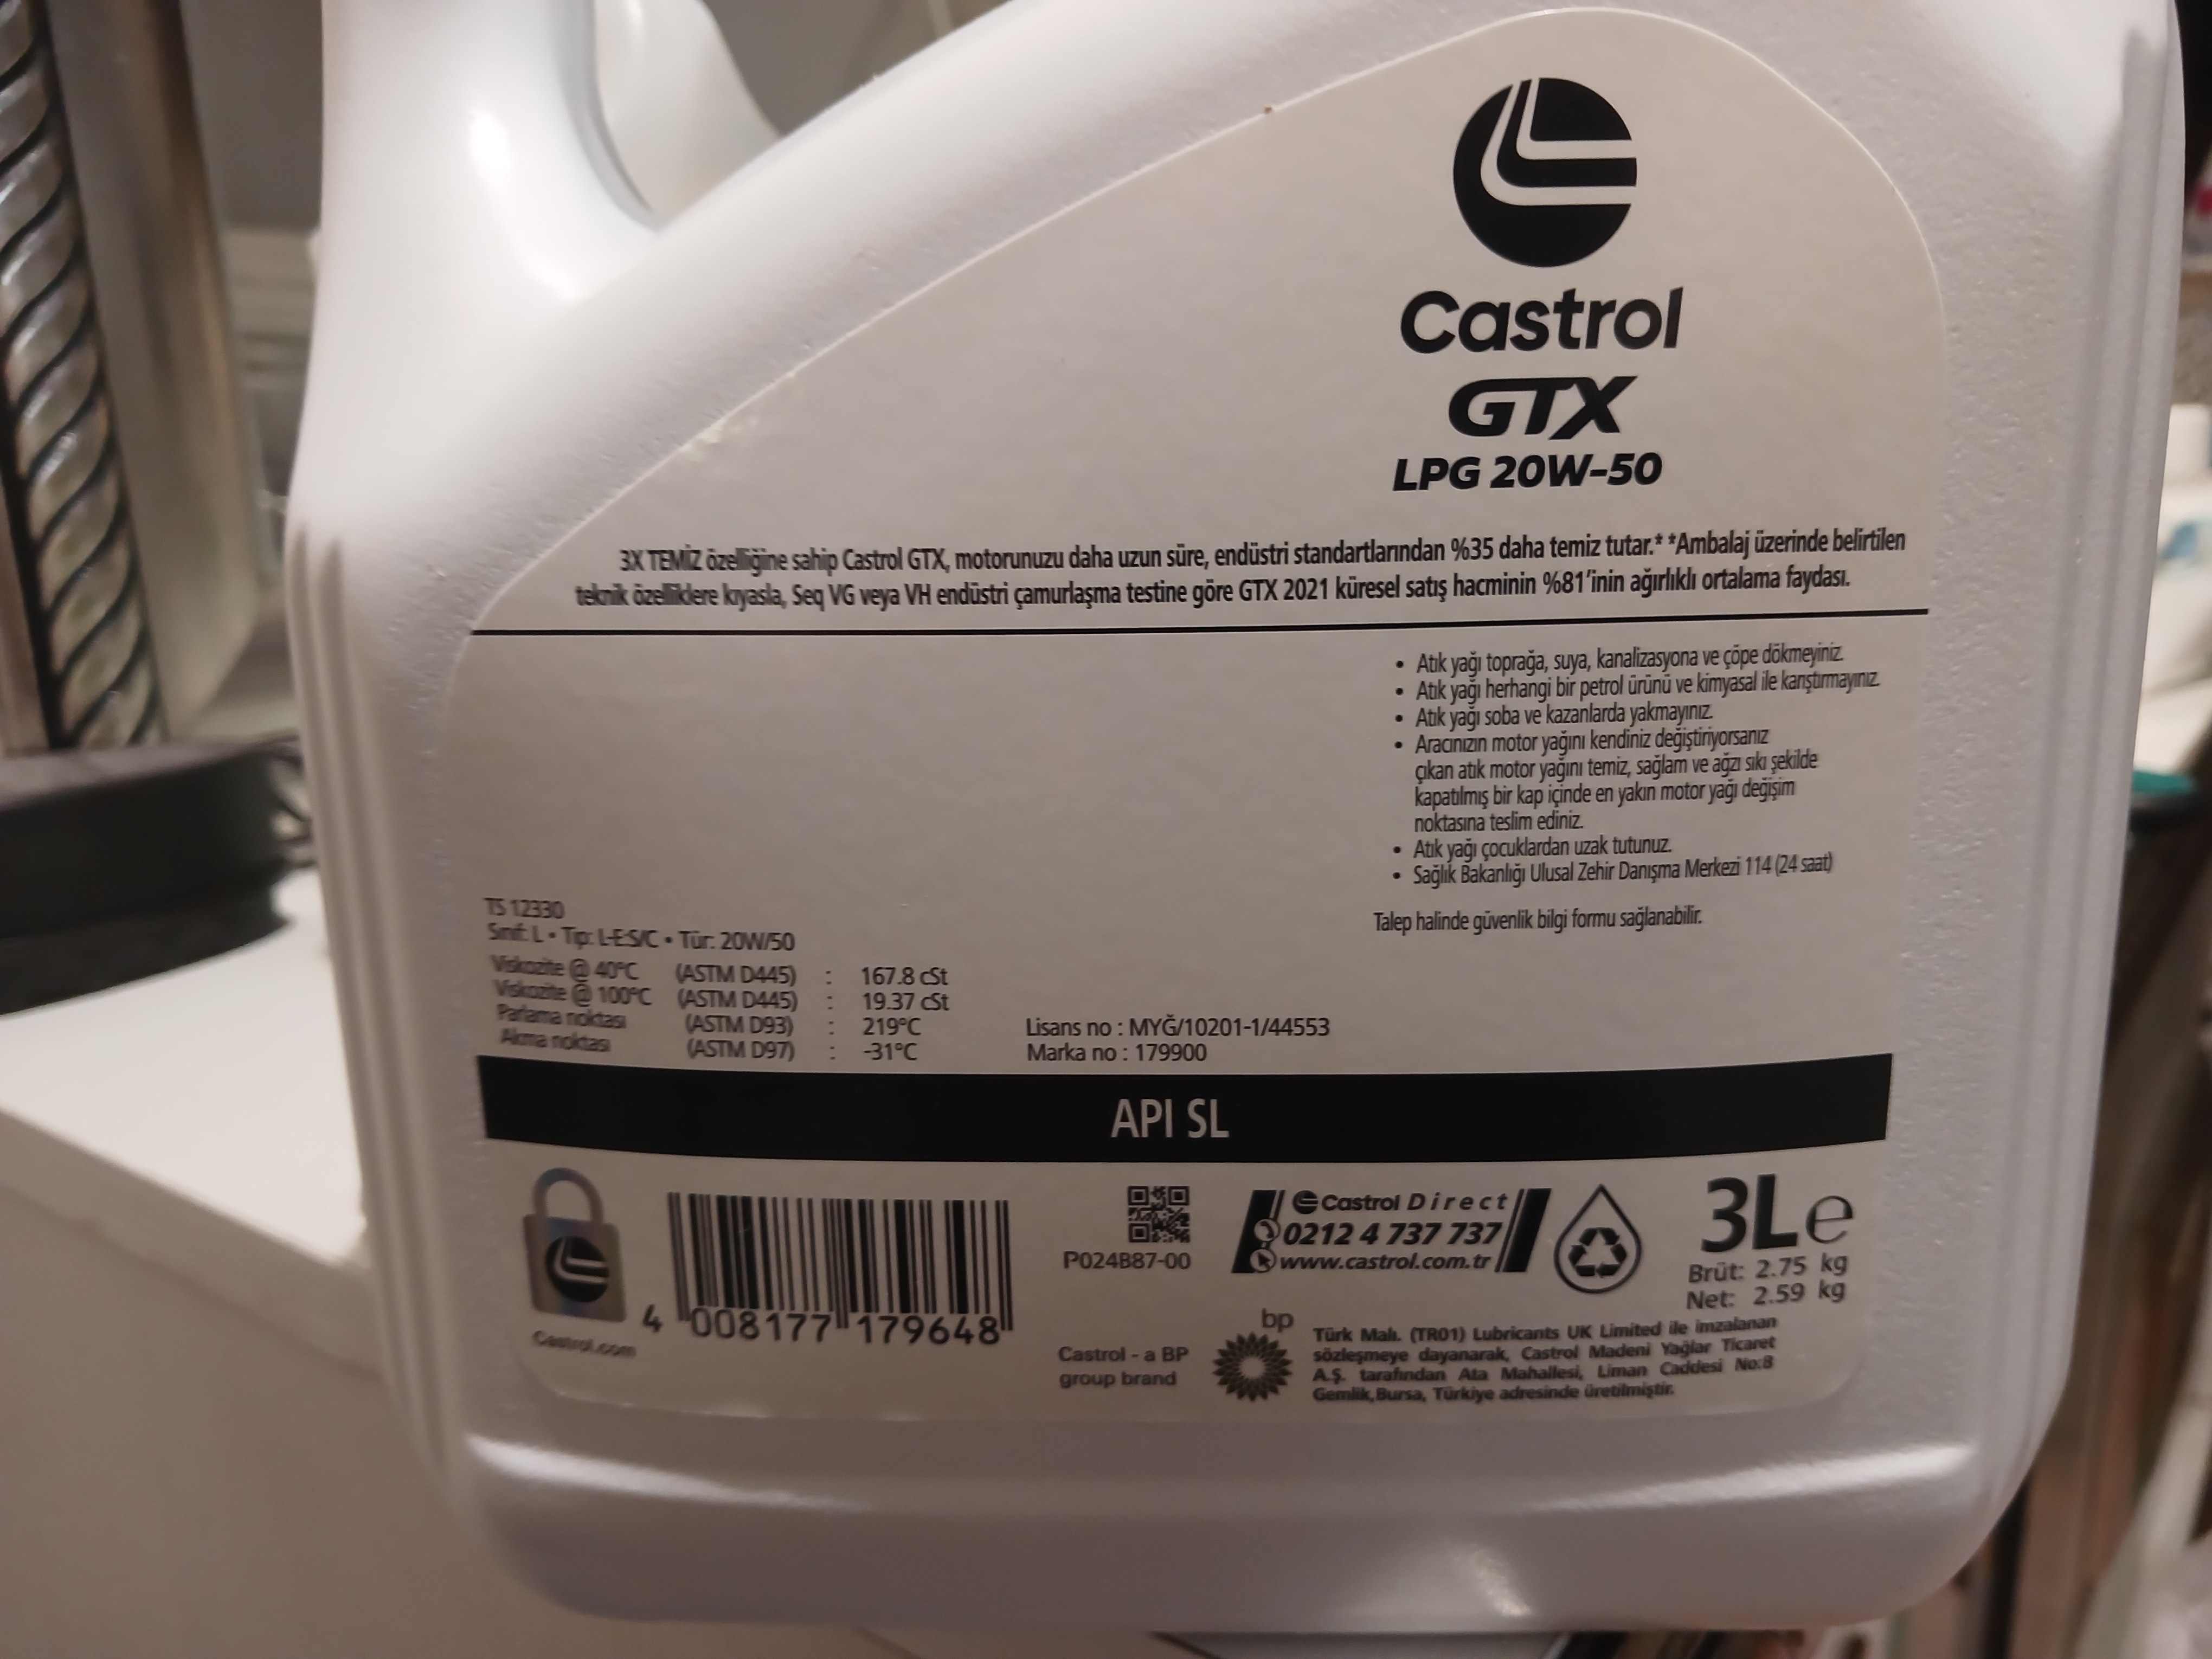 Castrol
GTX
LPG 20W-50
3X TEMİZ özelliğine sahip Castrol GTX, motorunuzu daha uzun süre, endüstri standartlarından %35 daha temiz tutar.* *Ambalaj üzerinde belirtilen
teknik özelliklere kıyasla, Seq VG veya VH endüstri çamurlaşma testine göre GTX 2021 küresel satış hacminin %81'inin ağırlıklı ortalama faydası.
• Atık yağı toprağa, suya, kanalizasyona ve çöpe dökmeyiniz.
• Atık yağı herhangi bir petrol ürünü ve kimyasal ile karıştırmayınız.
• Atık yağı soba ve kazanlarda yakmayınız.
• Aracınızın motor yağını kendiniz değiştiriyorsanız
çıkan atık motor yağını temiz, sağlam ve ağzı sıkı şekilde
kapatılmış bir kap içinde en yakın motor yağı değişim
noktasına teslim ediniz.
• Atık yağı çocuklardan uzak tutunuz.
• Sağlık Bakanlığı Ulusal Zehir Danışma Merkezi 114 (24 saat)
Talep halinde güvenlik bilgi formu sağlanabilir.
TS 12330
Sınıf: L • Tip: L-E-S/C • Tür: 20W/50
Viskozite @ 40°C (ASTM D445) : 167.8 cSt
Viskozite @ 100°C (ASTM D445) : 19.37 cSt
Parlama noktası (ASTM D93) : 219°C
Akma noktası (ASTM D97) : -31°C
Lisans no : MYĞ/10201-1/44553
Marka no : 179900
API SL
Castrol.com
4 008177 179648
P024B87-00
Castrol Direct
0212 4 737 737
www.castrol.com.tr
3L e
Brüt: 2.75 kg
Net: 2.59 kg
Castrol - a BP
group brand
bp
Türk Malı. (TR01) Lubricants UK Limited ile imzalanan
sözleşmeye dayanarak, Castrol Madeni Yağlar Ticaret
A.Ş. tarafından Ata Mahallesi, Liman Caddesi No:8
Gemlik, Bursa, Türkiye adresinde üretilmiştir.